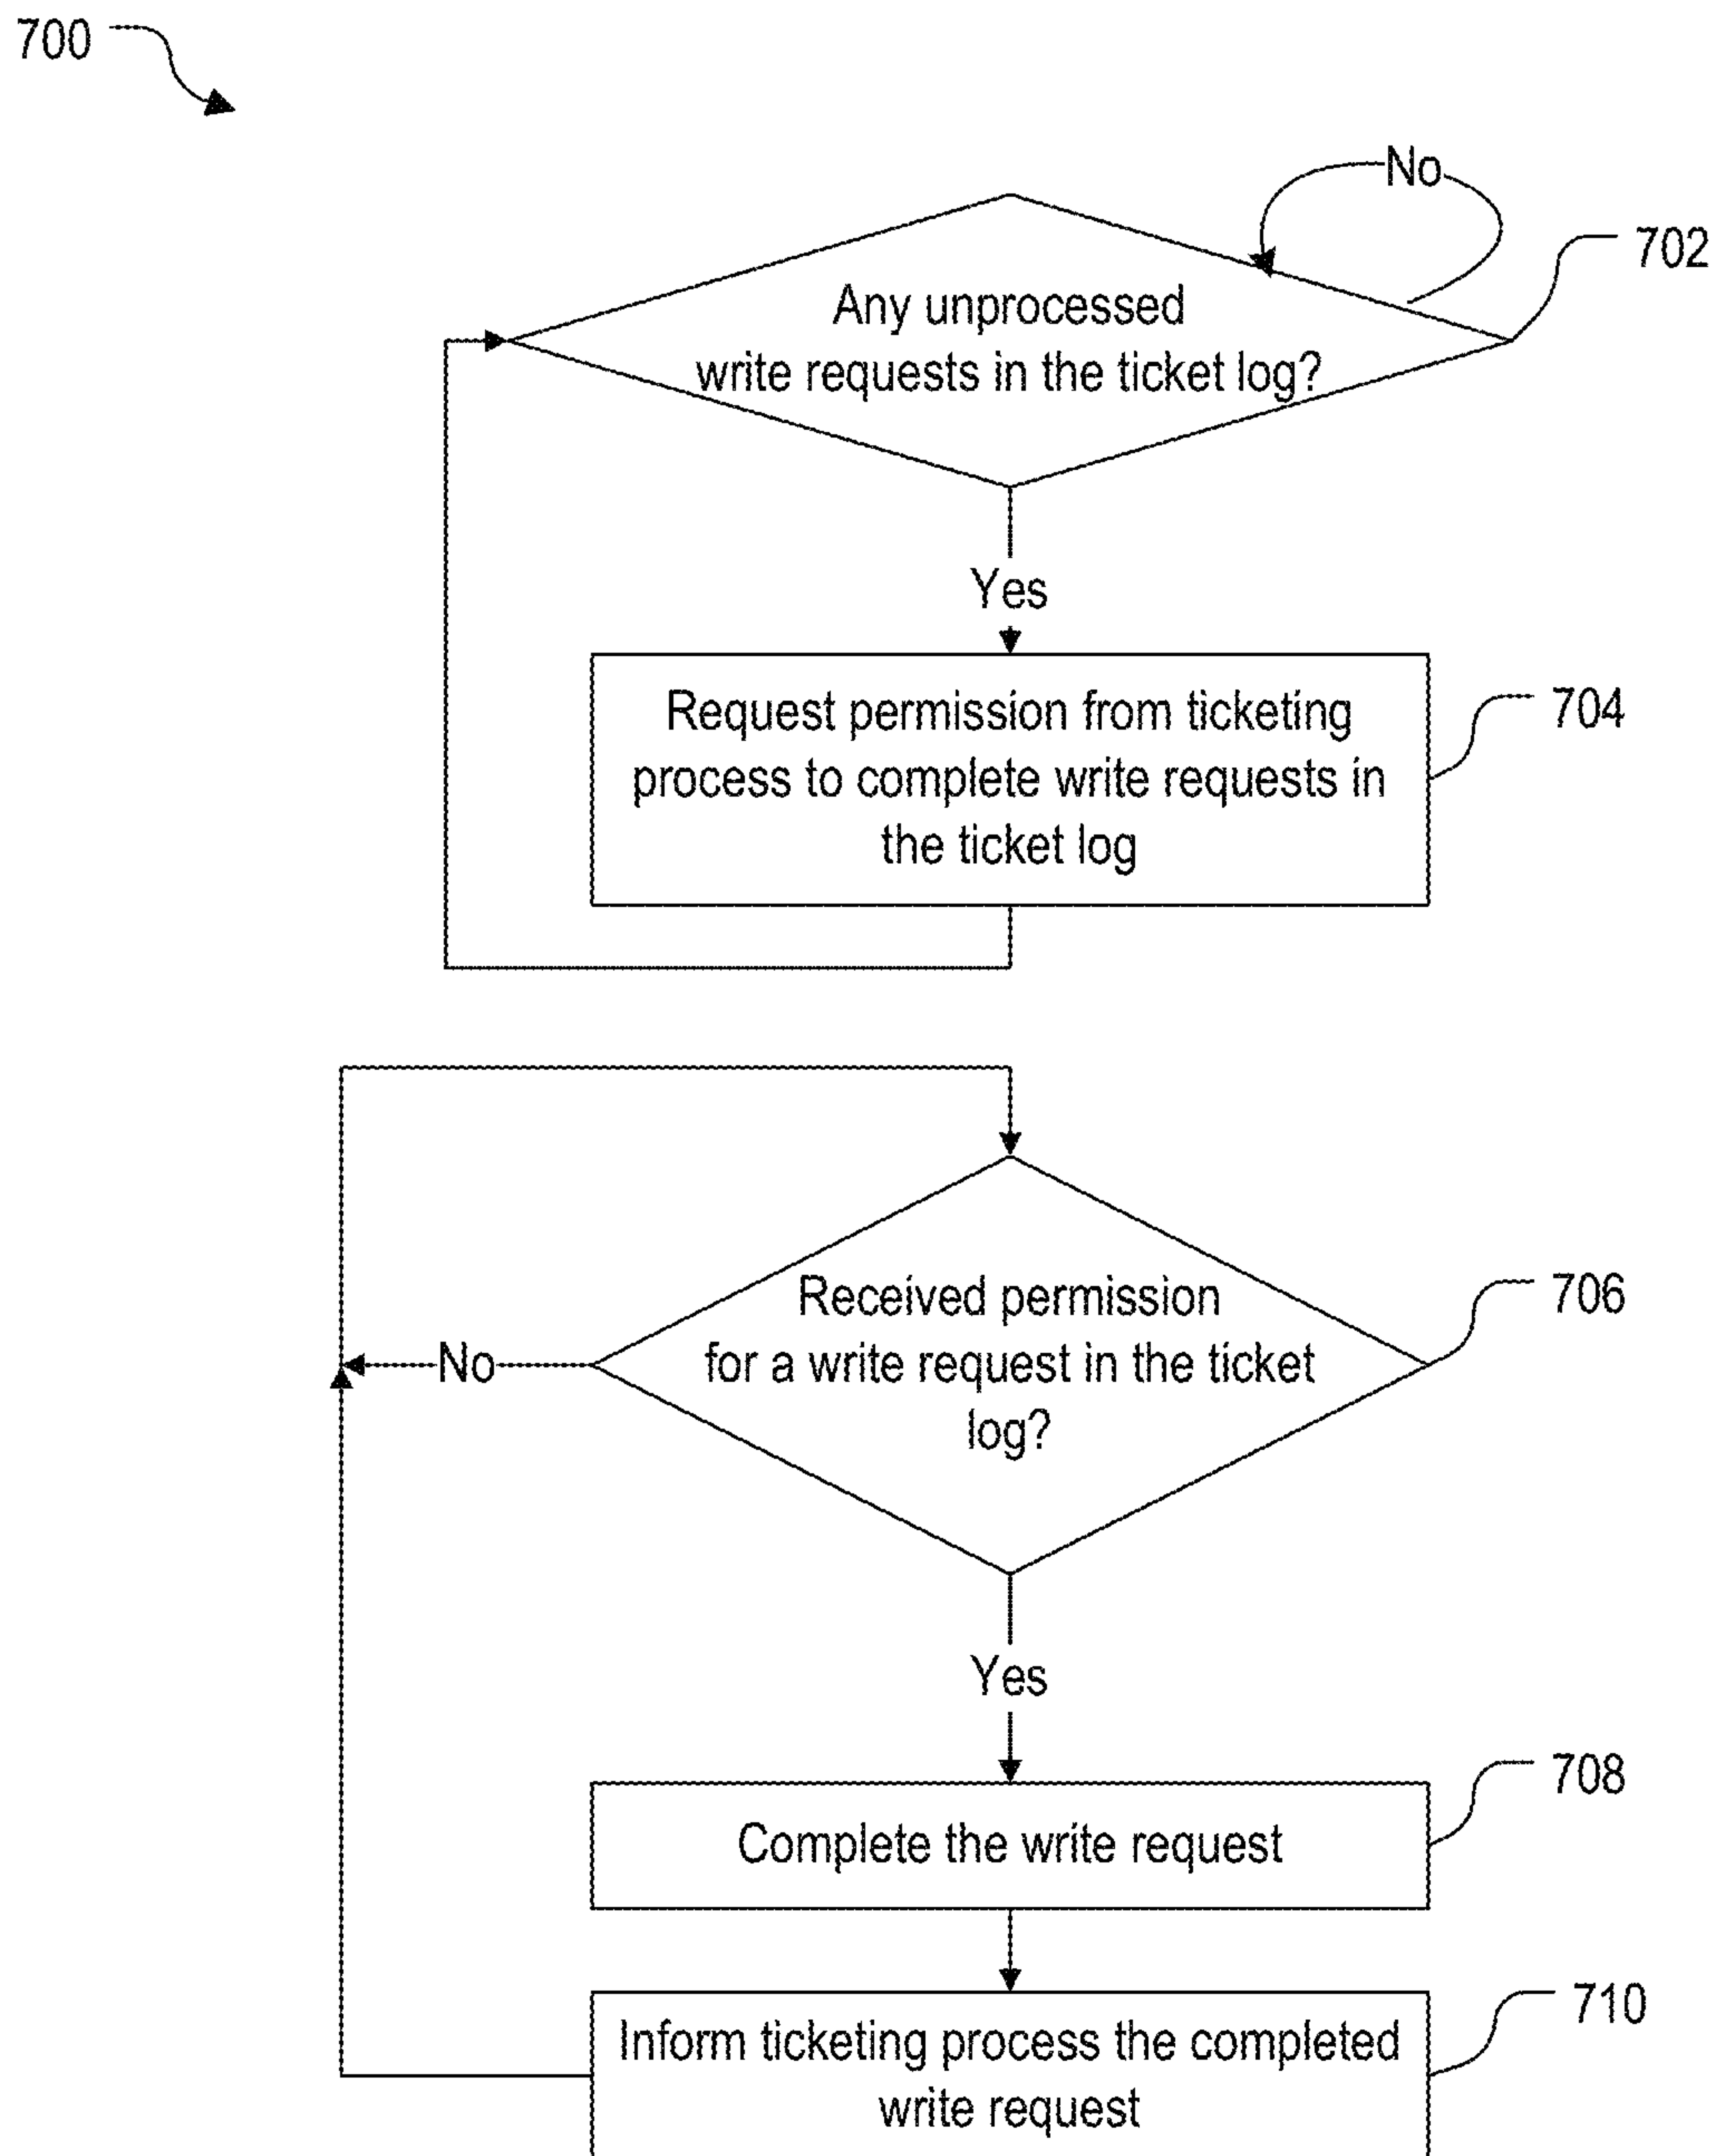 700
No
702
Any unprocessed
write requests in the ticket log?
Yes
Request permission from ticketing
process to complete write requests in
the ticket log
704
Received permission
for a write request in the ticket
log?
706
No
Yes
Complete the write request
708
Inform ticketing process the completed
write request
710